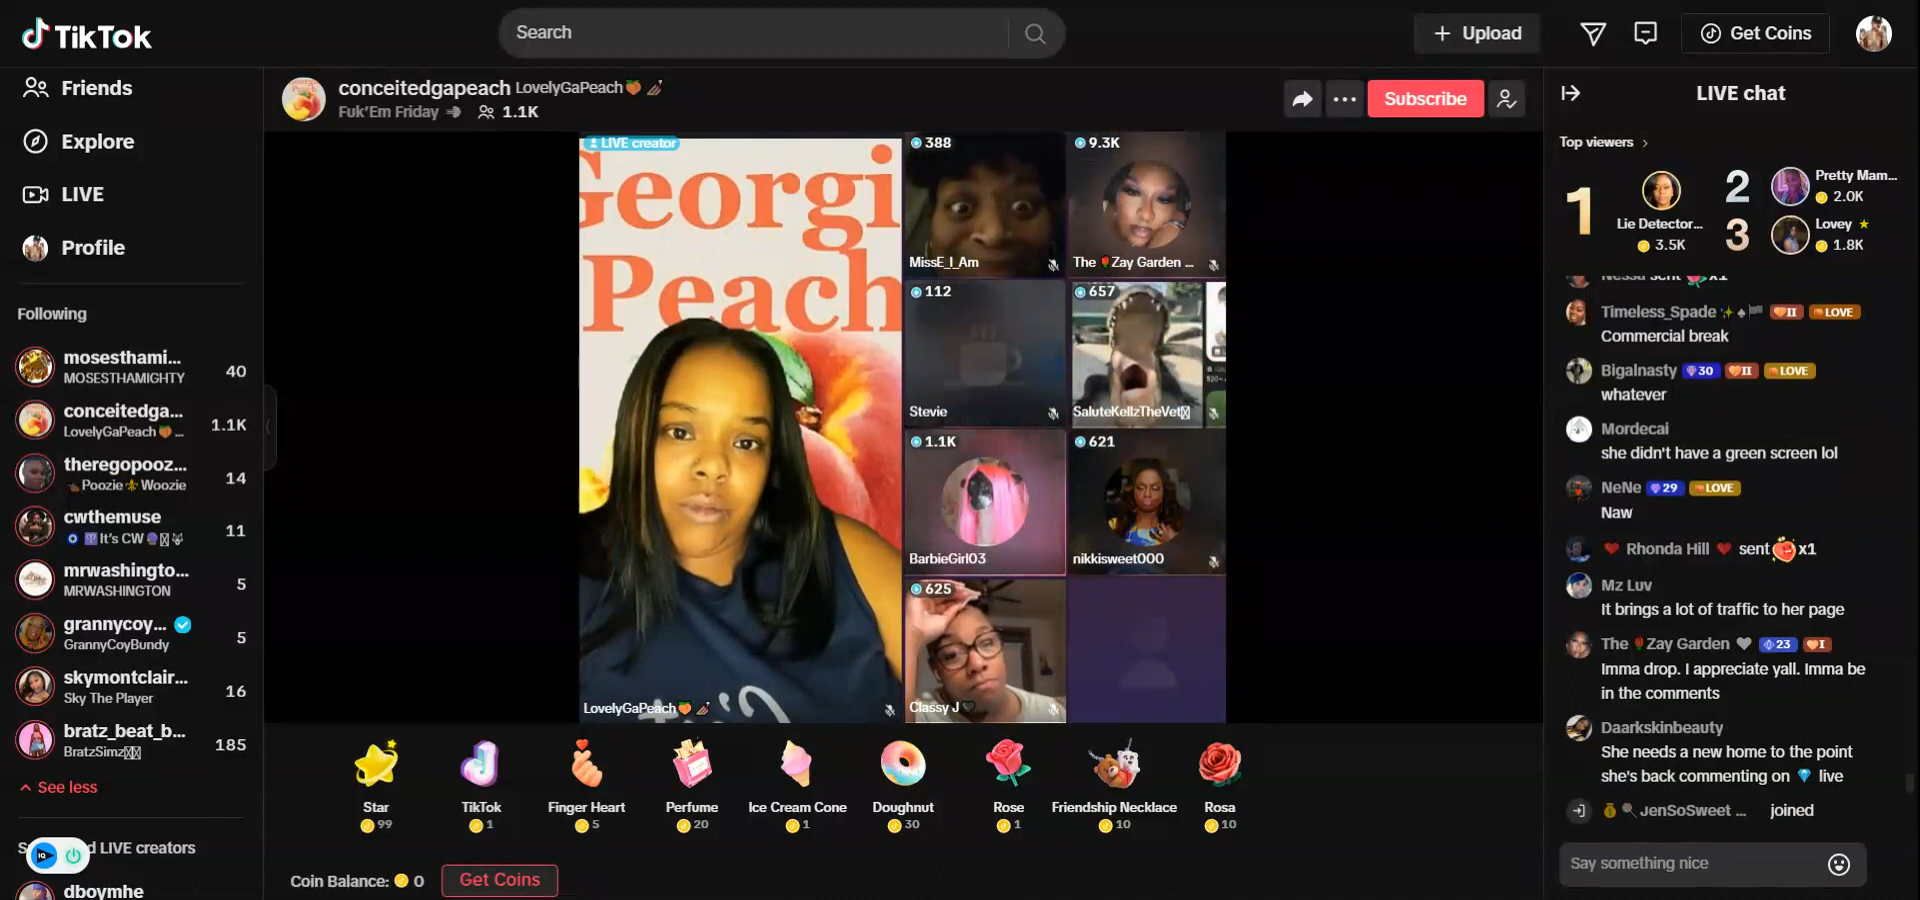 TikTok
Search
Upload
Get Coins
Friends
Explore
LIVE
Profile
Following
mosesthami...
MOSESTHAMIGHTY
40
conceitedga...
LovelyGaPeach🍑...
1.1K
theregopooz...
Poozie⚜Woozie
14
cwthemuse
It's CW
11
mrwashingto...
MRWASHINGTON
5
grannycoy...
GrannyCoyBundy
5
skymontclair...
Sky The Player
16
bratz_beat_b...
BratzSimz
185
See less
d LIVE creators
dboymhe
conceitedgapeach LovelyGaPeach🍑💅🏾
Fuk'Em Friday 1.1K
Subscribe
LIVE creator
Georgi
Peach
LovelyGaPeach🍑💅🏾
388
MissE_I_Am
9.3K
The 🌹Zay Garden ...
112
Stevie
657
SaluteKellzTheVet
1.1K
BarbieGirl03
621
nikkisweet000
625
Classy J🖤
Star
99
TikTok
1
Finger Heart
5
Perfume
20
Ice Cream Cone
1
Doughnut
30
Rose
1
Friendship Necklace
10
Rosa
10
Coin Balance: 0
Get Coins
LIVE chat
Top viewers >
1
Lie Detector...
3.5K
2
Pretty Mam...
2.0K
3
Lovey ⭐
1.8K
Nessa sent x1
Timeless_Spade ✨♠🏴 II LOVE
Commercial break
Bigalnasty 30 II LOVE
whatever
Mordecai
she didn't have a green screen lol
NeNe 29 LOVE
Naw
❤ Rhonda Hill ❤ sent x1
Mz Luv
It brings a lot of traffic to her page
The 🌹Zay Garden 🤍 23 I
Imma drop. I appreciate yall. Imma be
in the comments
Daarkskinbeauty
She needs a new home to the point
she's back commenting on 💎 live
JenSoSweet ... joined
Say something nice